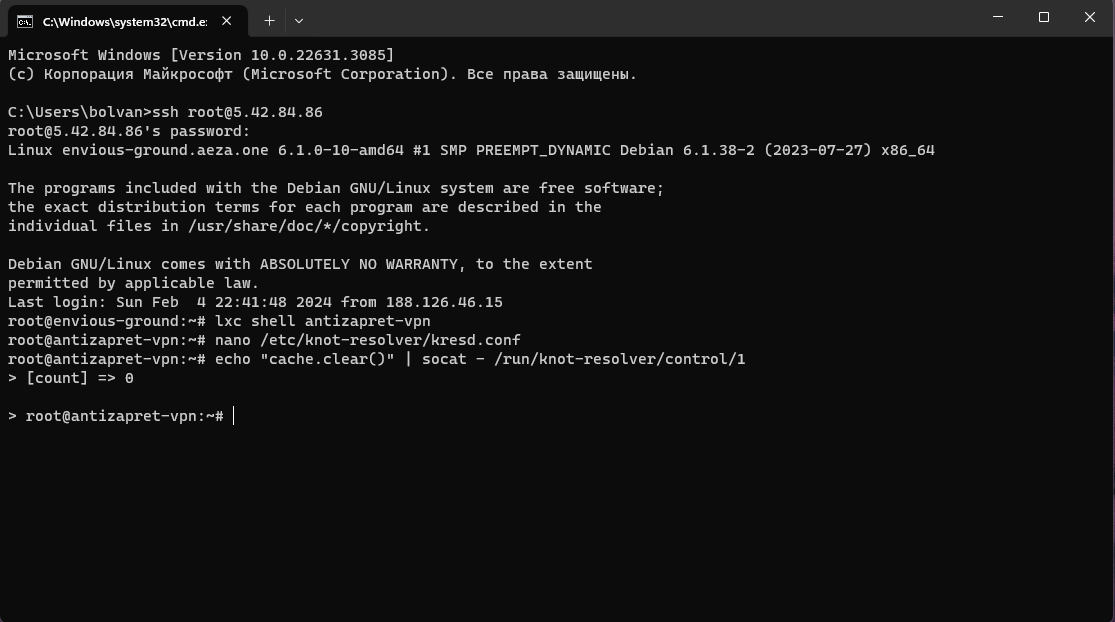 C:\Windows\system32\cmd.e:
Microsoft Windows [Version 10.0.22631.3085]
(c) Корпорация Майкрософт (Microsoft Corporation). Все права защищены.
C:\Users\bolvan>ssh root@5.42.84.86
root@5.42.84.86's password:
Linux envious-ground.aeza.one 6.1.0-10-amd64 #1 SMP PREEMPT_DYNAMIC Debian 6.1.38-2 (2023-07-27) x86_64
The programs included with the Debian GNU/Linux system are free software;
the exact distribution terms for each program are described in the
individual files in /usr/share/doc/*/copyright.
Debian GNU/Linux comes with ABSOLUTELY NO WARRANTY, to the extent
permitted by applicable law.
Last login: Sun Feb  4 22:41:48 2024 from 188.126.46.15
root@envious-ground:~# lxc shell antizapret-vpn
root@antizapret-vpn:~# nano /etc/knot-resolver/kresd.conf
root@antizapret-vpn:~# echo "cache.clear()" | socat - /run/knot-resolver/control/1
> [count] => 0
> root@antizapret-vpn:~#